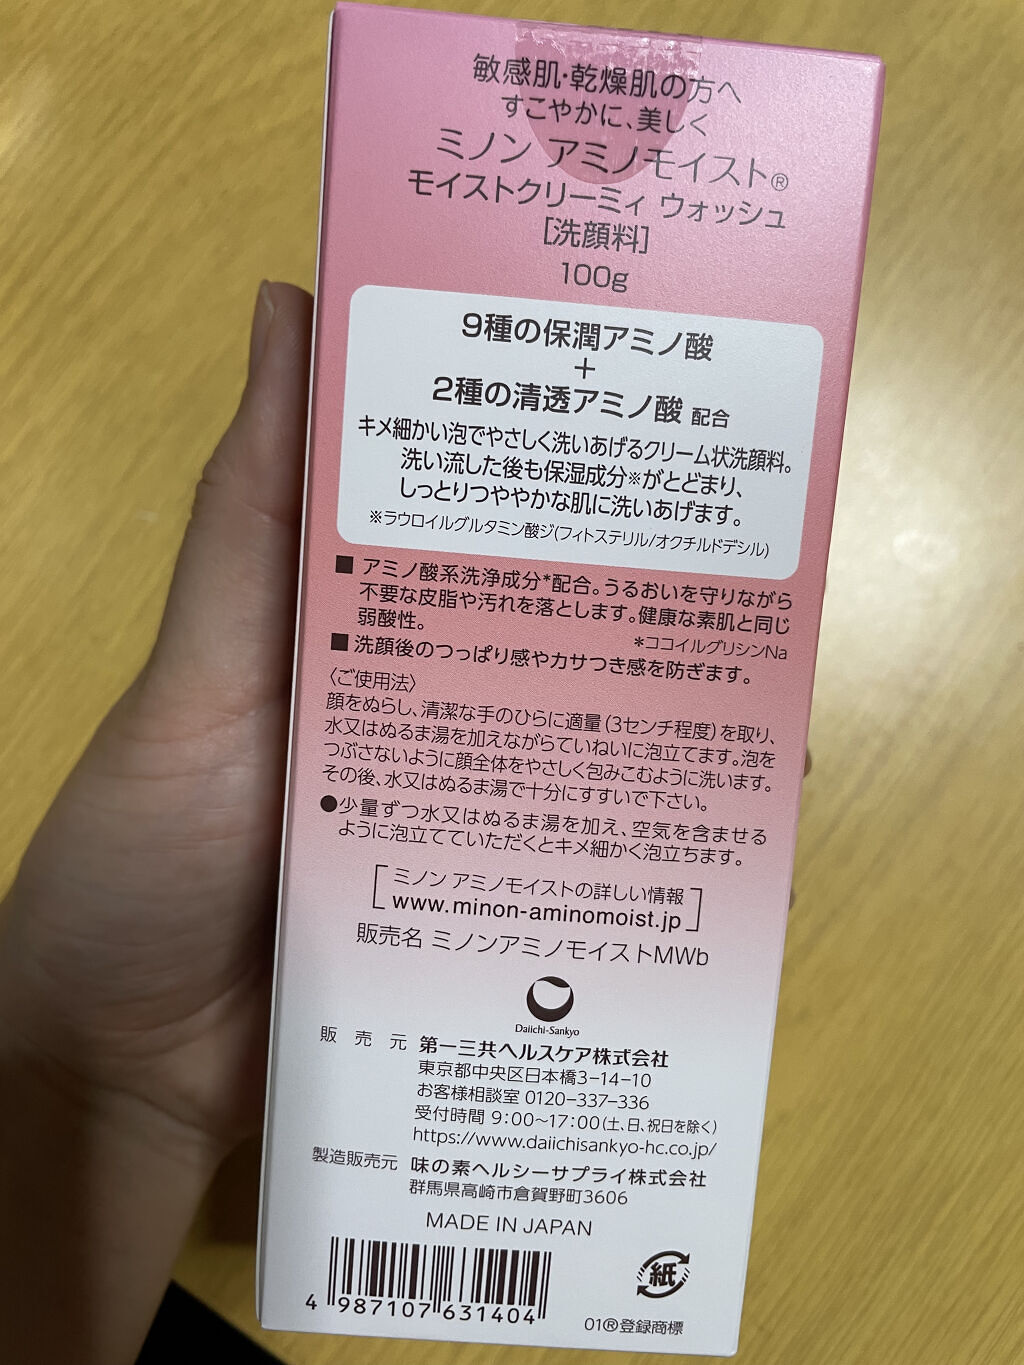 敏感肌・乾燥肌の方へ
すこやかに、美しく
ミノン アミノモイスト®
モイストクリーミィ ウォッシュ
[洗顔料]
100g
9種の保潤アミノ酸
+
2種の清透アミノ酸 配合
キメ細かい泡でやさしく洗いあげるクリーム状洗顔料。
洗い流した後も保湿成分※がとどまり、
しっとりつややかな肌に洗いあげます。
※ラウロイルグルタミン酸ジ(フィトステリル/オクチルドデシル)
■ アミノ酸系洗浄成分*配合。うるおいを守りながら
不要な皮脂や汚れを落とします。健康な素肌と同じ
弱酸性。
*ココイルグリシンNa
■ 洗顔後のつっぱり感やカサつき感を防ぎます。
〈ご使用法〉
顔をぬらし、清潔な手のひらに適量(3センチ程度)を取り、
水又はぬるま湯を加えながらていねいに泡立てます。泡を
つぶさないように顔全体をやさしく包みこむように洗います。
その後、水又はぬるま湯で十分にすすいで下さい。
●少量ずつ水又はぬるま湯を加え、空気を含ませる
ように泡立てていただくとキメ細かく泡立ちます。
ミノン アミノモイストの詳しい情報
www.minon-aminomoist.jp
販売名 ミノンアミノモイストMWb
Daiichi-Sankyo
販売元 第一三共ヘルスケア株式会社
東京都中央区日本橋3-14-10
お客様相談室 0120-337-336
受付時間 9:00〜17:00(土、日、祝日を除く)
https://www.daiichisankyo-hc.co.jp/
製造販売元 味の素ヘルシーサプライ株式会社
群馬県高崎市倉賀野町3606
MADE IN JAPAN
4 987107 631404
紙
01®登録商標